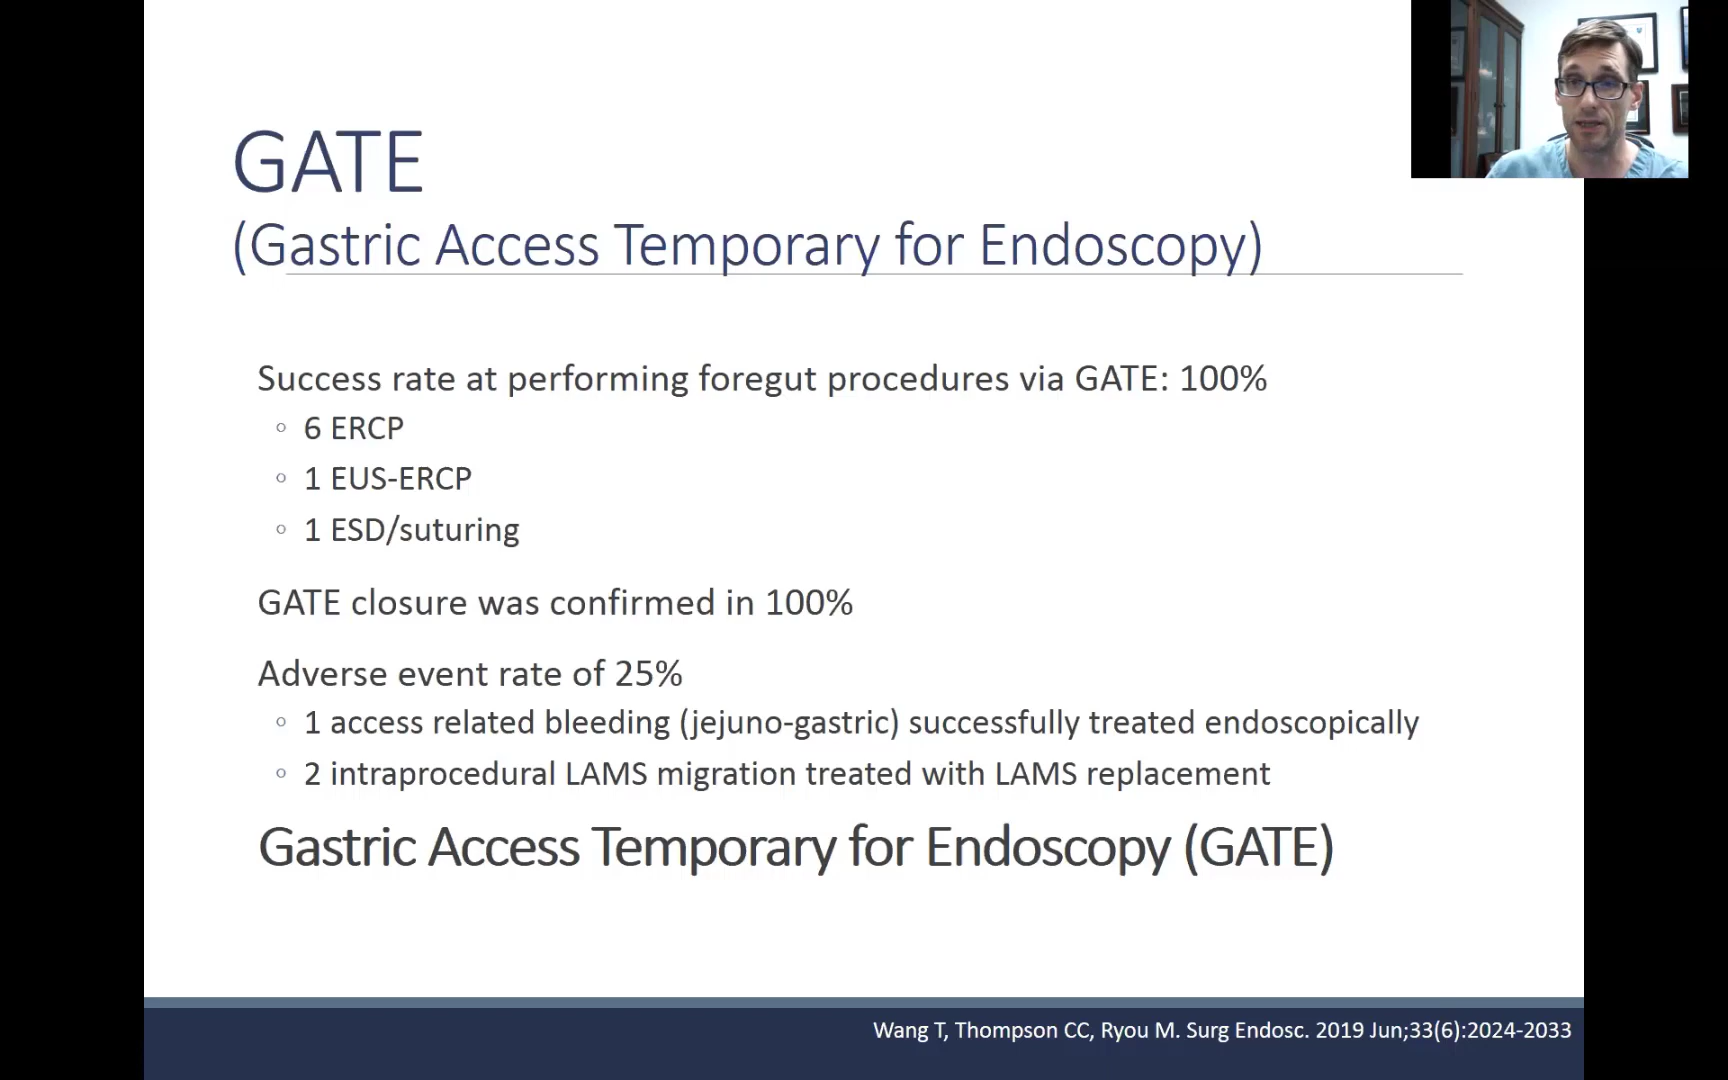 GATE
(Gastric Access Temporary for Endoscopy)
Success rate at performing foregut procedures via GATE: 100%
◦ 6 ERCP
◦ 1 EUS-ERCP
◦ 1 ESD/suturing
GATE closure was confirmed in 100%
Adverse event rate of 25%
◦ 1 access related bleeding (jejuno-gastric) successfully treated endoscopically
◦ 2 intraprocedural LAMS migration treated with LAMS replacement
Gastric Access Temporary for Endoscopy (GATE)
Wang T, Thompson CC, Ryou M. Surg Endosc. 2019 Jun;33(6):2024-2033